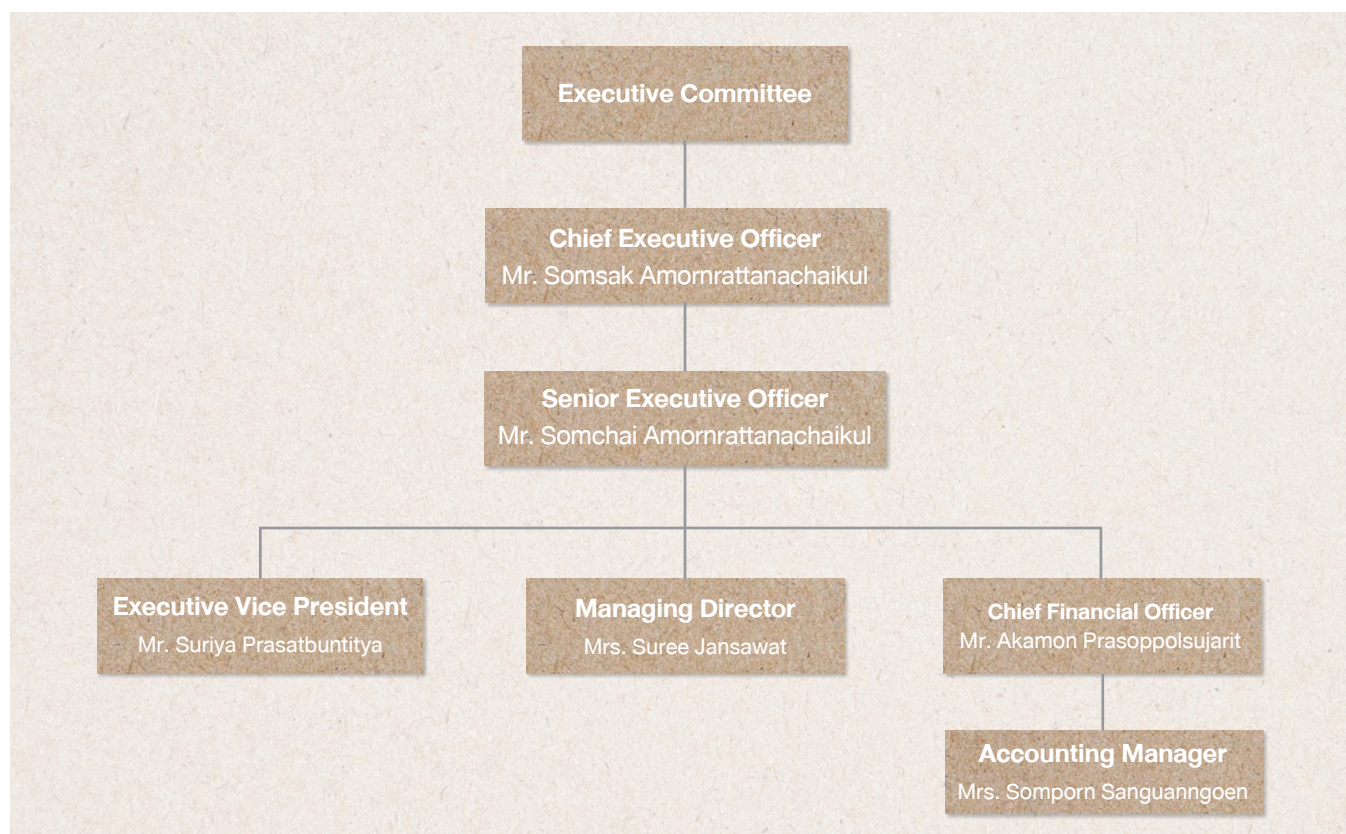 Executive Committee
Chief Executive Officer
Mr. Somsak Amornrattanachaikul
Senior Executive Officer
Mr. Somchai Amornrattanachaikul
Executive Vice President
Mr. Suriya Prasatbuntitya
Managing Director
Mrs. Suree Jansawat
Chief Financial Officer
Mr. Akamon Prasoppolsujarit
Accounting Manager
Mrs. Somporn Sanguanngoen